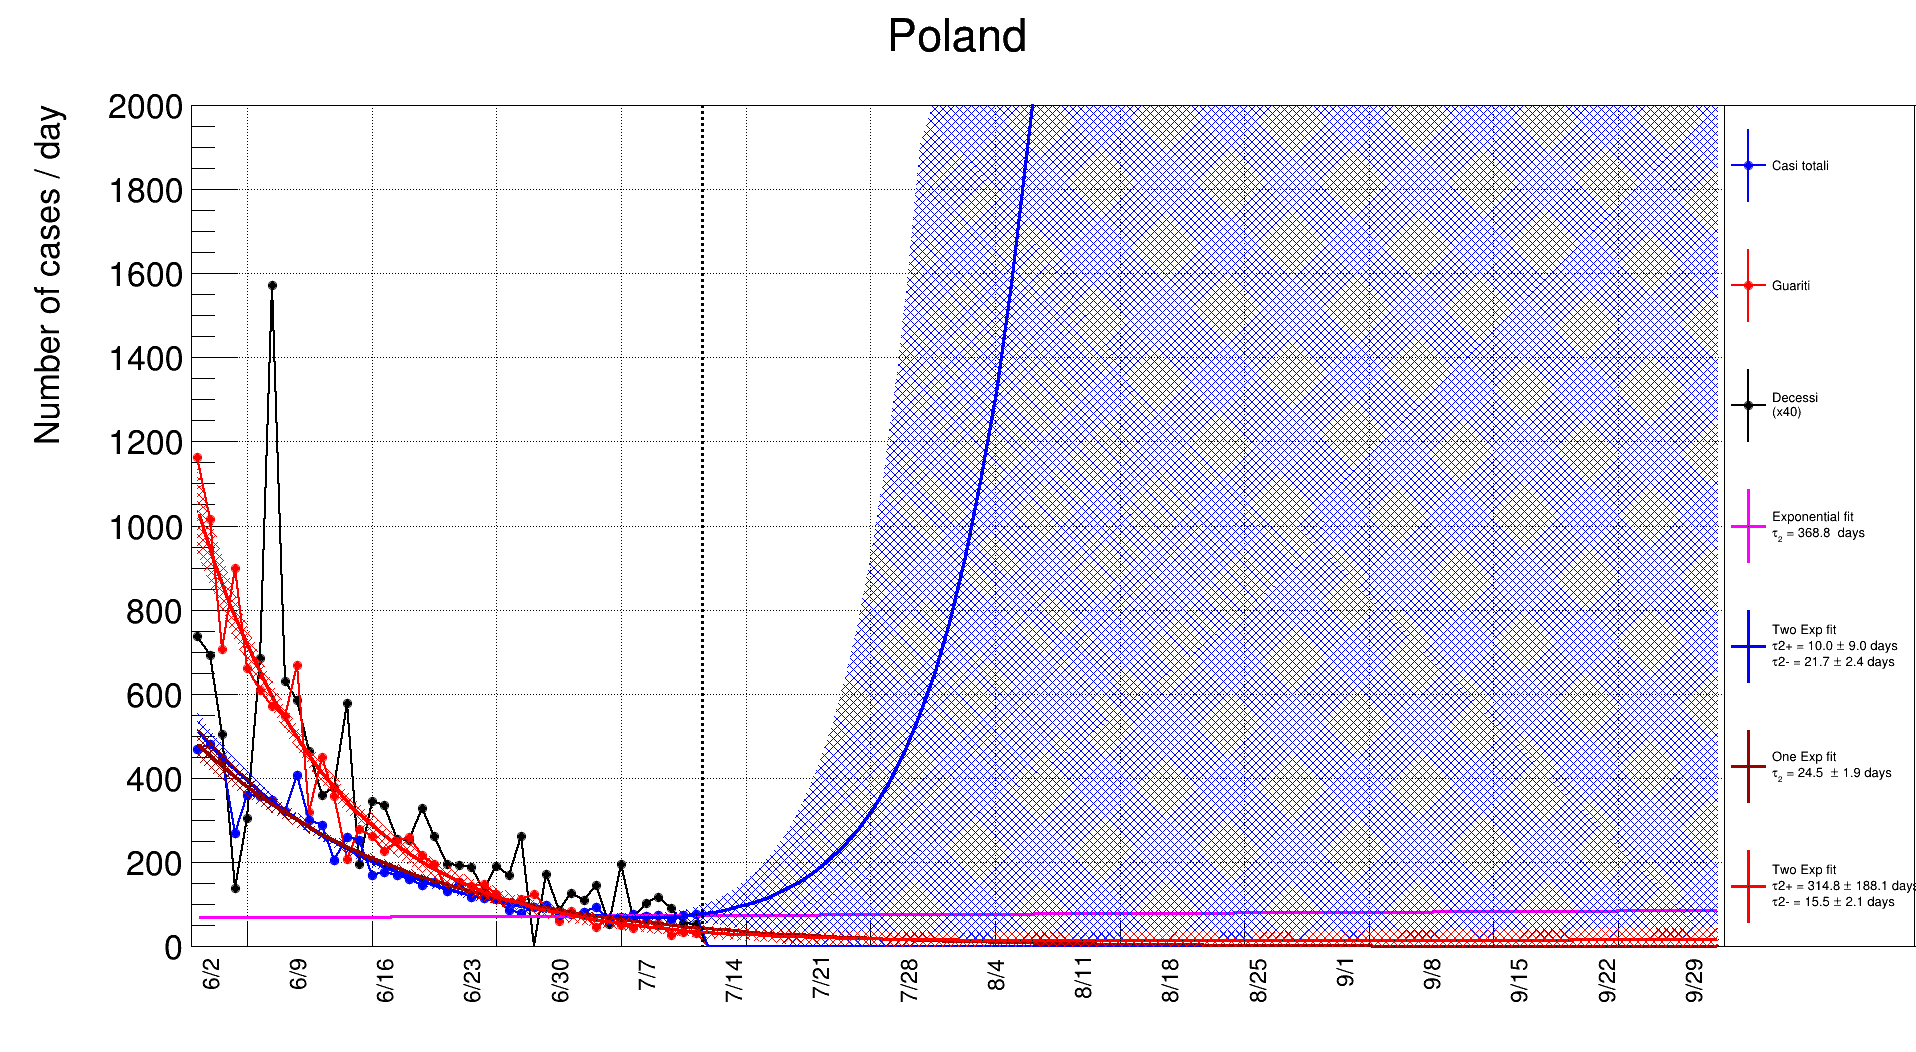 Poland
Number of cases / day
2000
1800
1600
1400
1200
1000
800
600
400
200
0
6/2
6/9
6/16
6/23
6/30
7/7
7/14
7/21
7/28
8/4
8/11
8/18
8/25
9/1
9/8
9/15
9/22
9/29
Casi totali
Guariti
Decessi
(x40)
Exponential fit
τ₂ = 368.8 days
Two Exp fit
τ2+ = 10.0 ± 9.0 days
τ2- = 21.7 ± 2.4 days
One Exp fit
τ₂ = 24.5 ± 1.9 days
Two Exp fit
τ2+ = 314.8 ± 188.1 days
τ2- = 15.5 ± 2.1 days